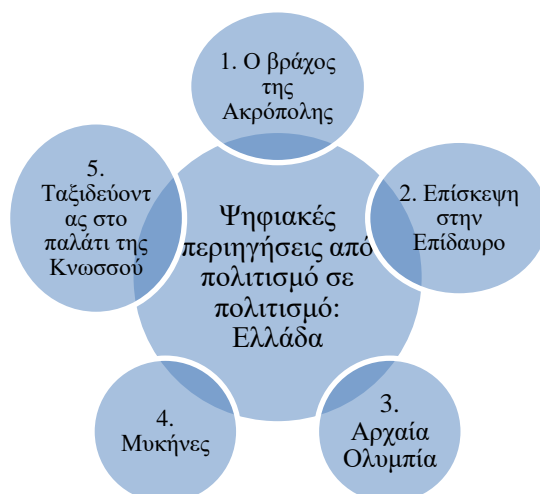 1. Ο βράχος
της
Ακρόπολης
2. Επίσκεψη
στην
Επίδαυρο
3.
Αρχαία
Ολυμπία
4.
Μυκήνες
5.
Ταξιδεύοντ
ας στο
παλάτι της
Κνωσσού
Ψηφιακές
περιηγήσεις από
πολιτισμό σε
πολιτισμό:
Ελλάδα